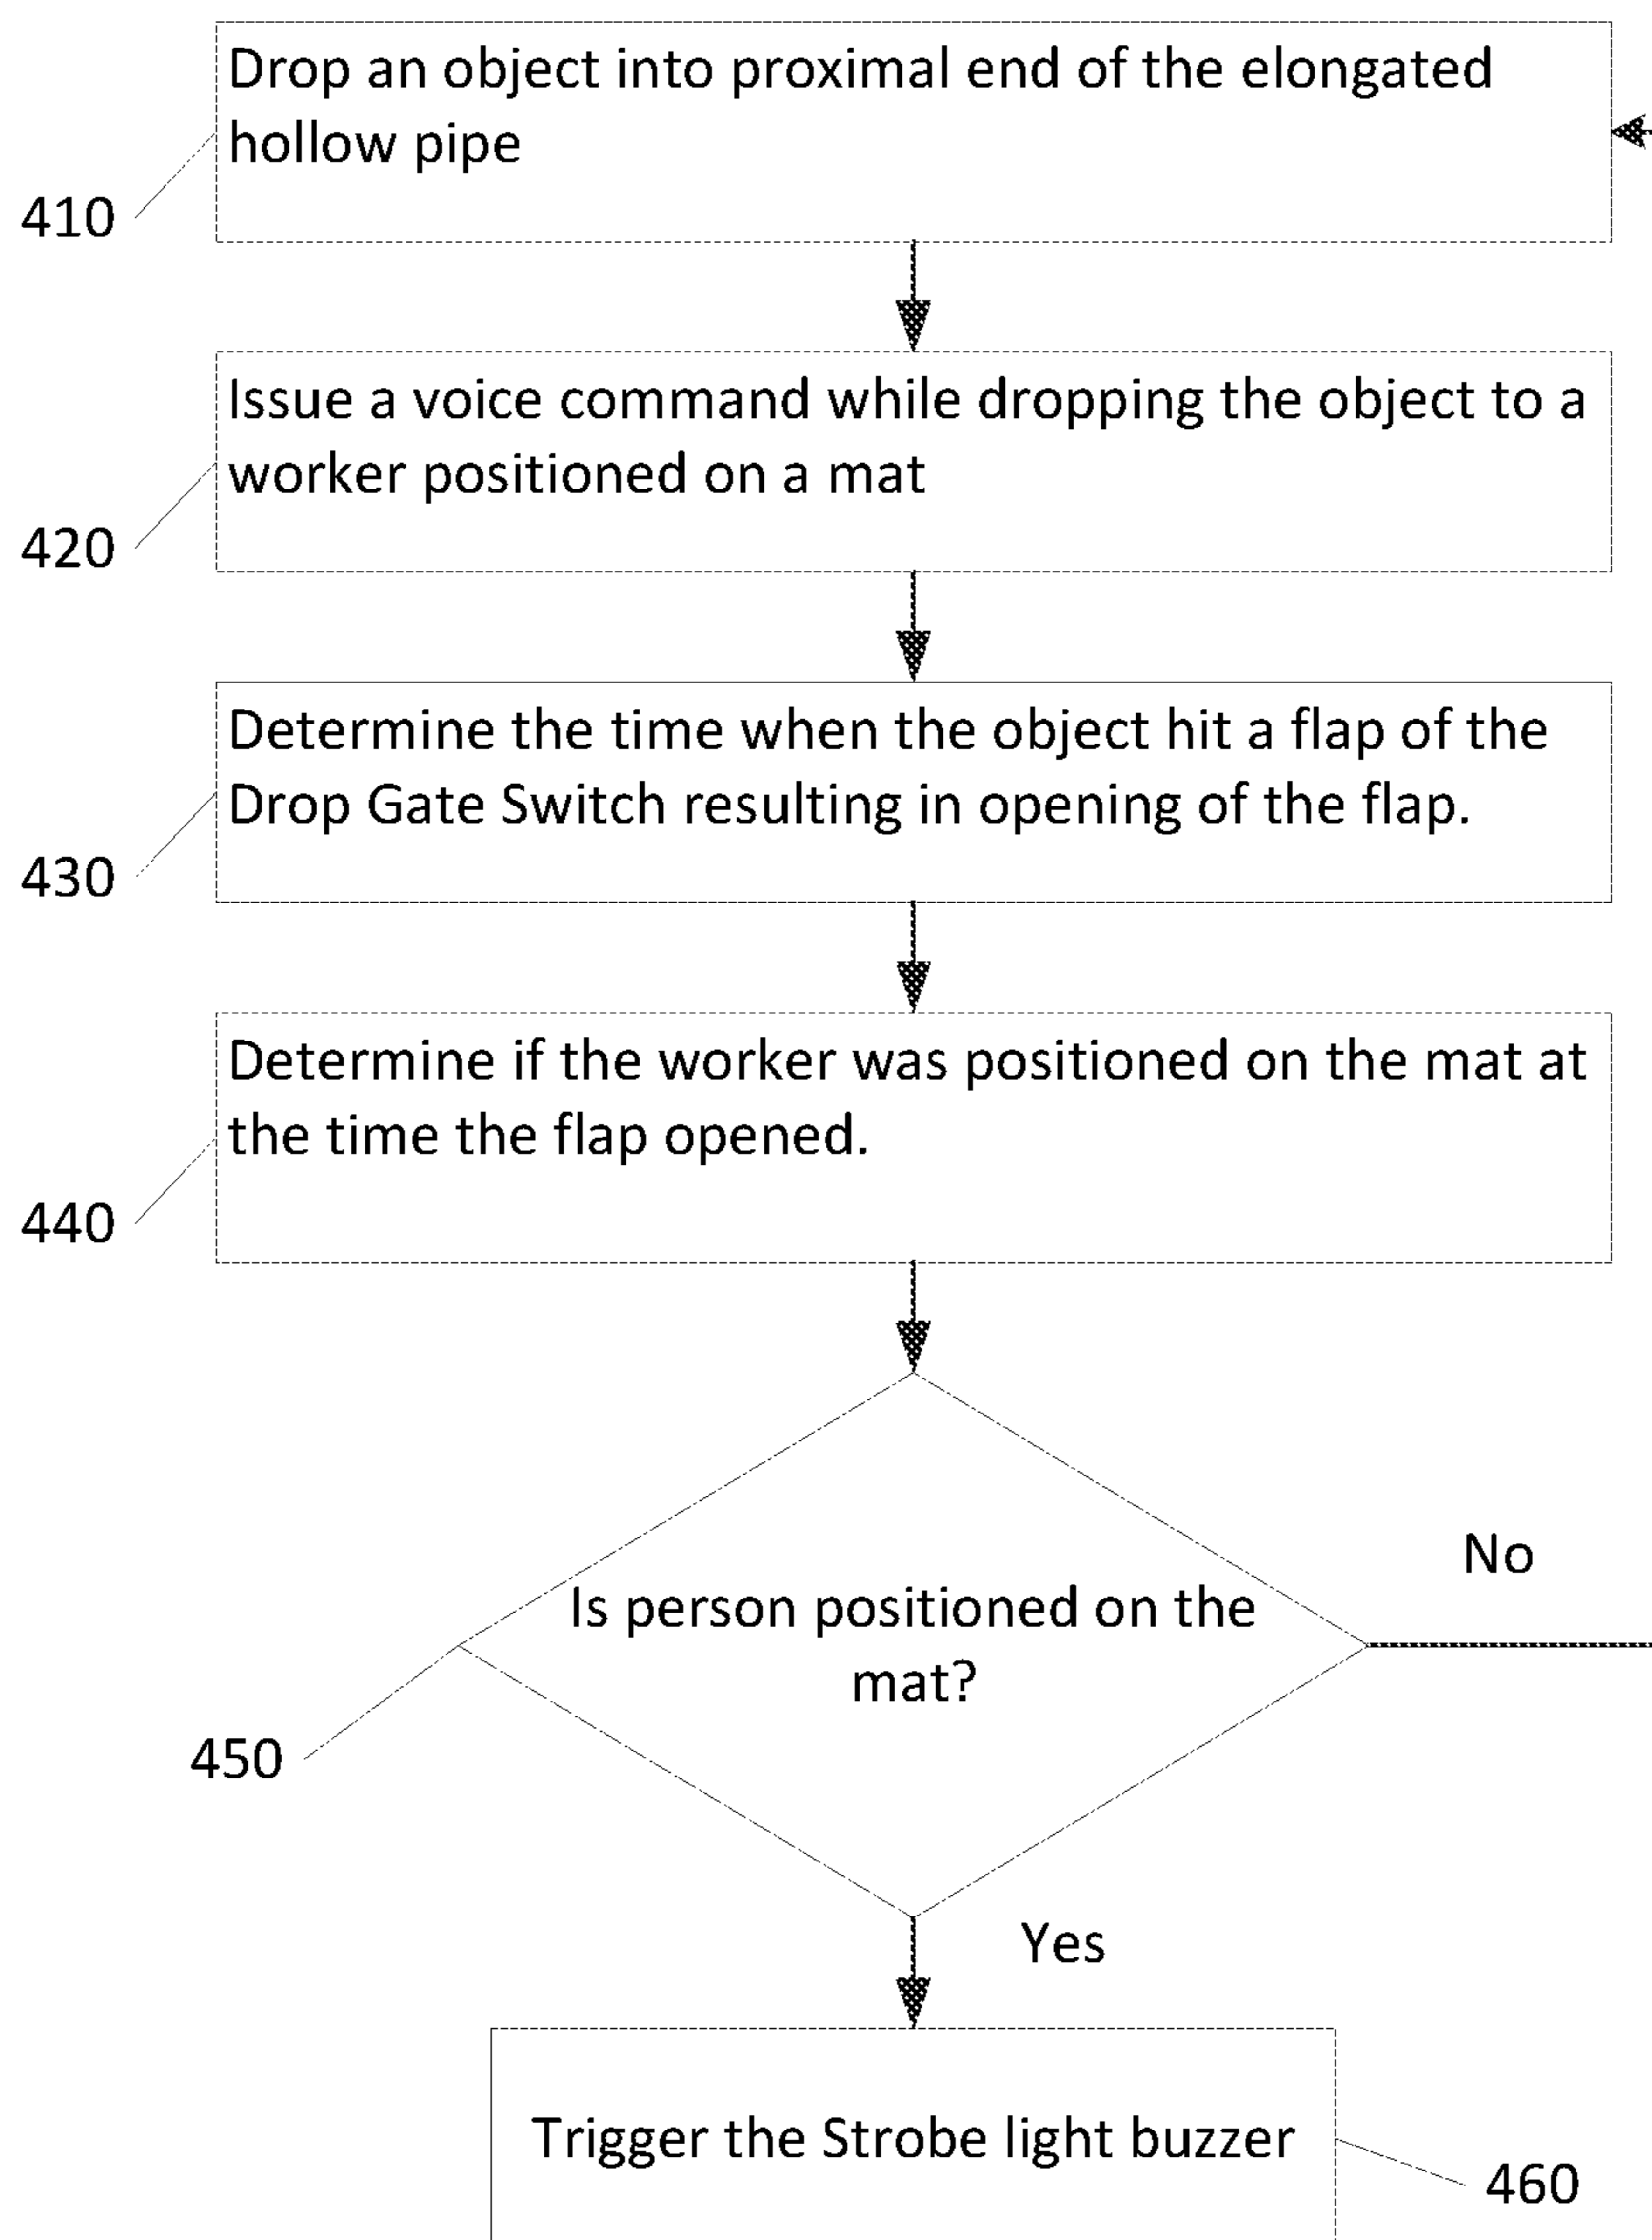 Drop an object into proximal end of the elongated
hollow pipe
410
Issue a voice command while dropping the object to a
worker positioned on a mat
420
Determine the time when the object hit a flap of the
Drop Gate Switch resulting in opening of the flap.
430
Determine if the worker was positioned on the mat at
the time the flap opened.
440
No
Is person positioned on the
mat?
450
Yes
Trigger the Strobe light buzzer
460